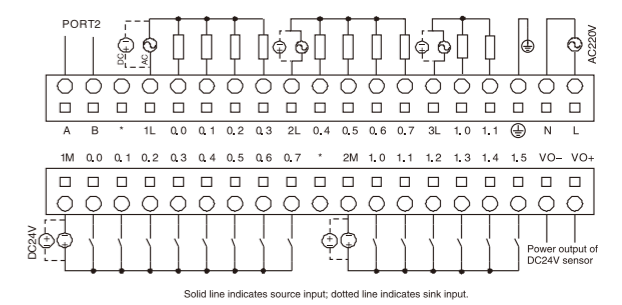 PORT2
DC
AC
AC220V
A B * 1L 0.0 0.1 0.2 0.3 2L 0.4 0.5 0.6 0.7 3L 1.0 1.1 N L
1M 0.0 0.1 0.2 0.3 0.4 0.5 0.6 0.7 * 2M 1.0 1.1 1.2 1.3 1.4 1.5 VO- VO+
DC24V
Power output of
DC24V sensor
Solid line indicates source input; dotted line indicates sink input.